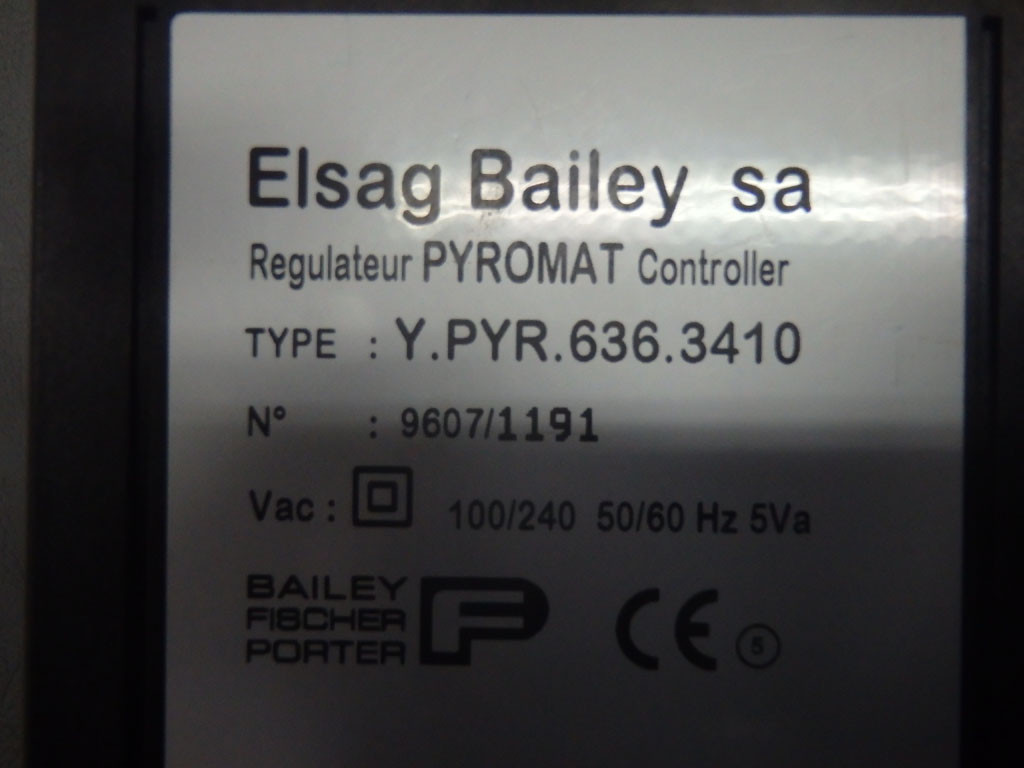 Elsag Bailey sa
Regulateur PYROMAT Controller
TYPE : Y.PYR.636.3410
N° : 9607/1191
Vac : 100/240 50/60 Hz 5Va
BAILEY
FISCHER
PORTER
CE 5